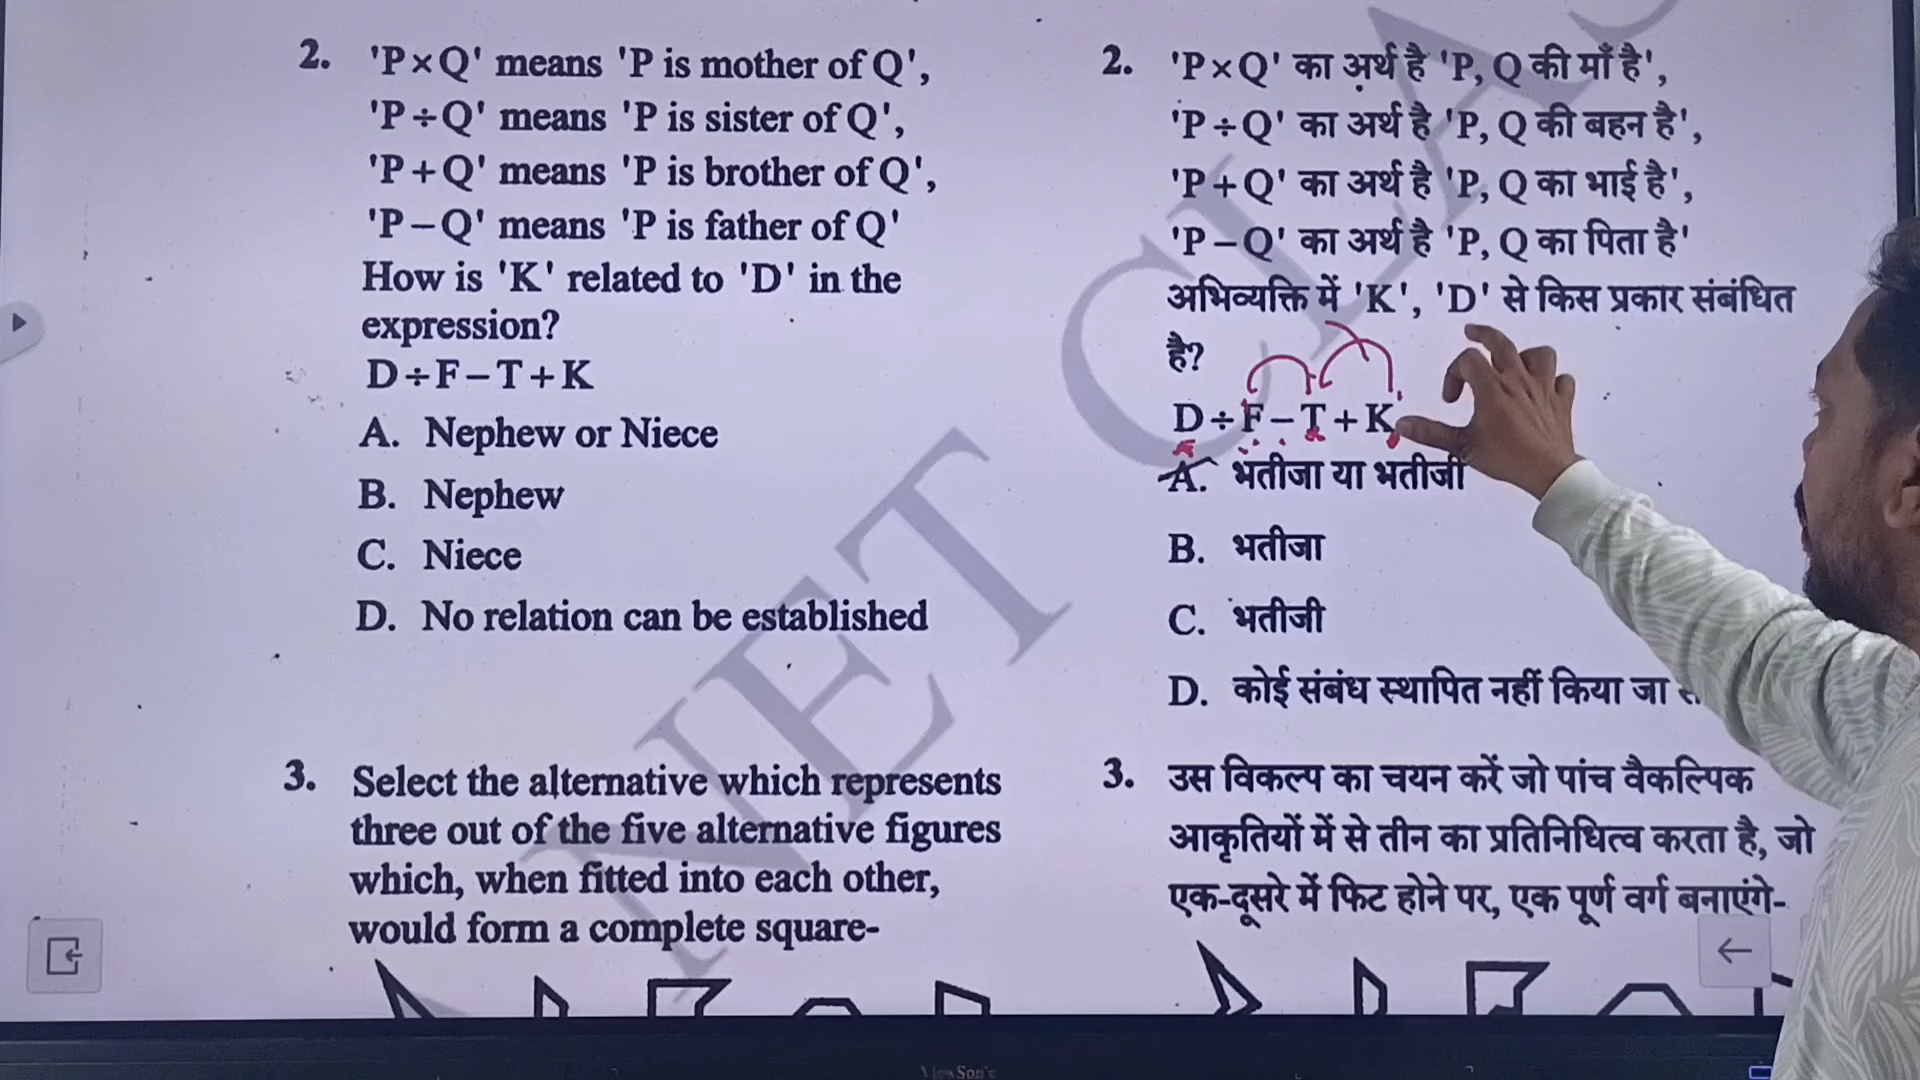 2. 'P×Q' means 'P is mother of Q',
'P÷Q' means 'P is sister of Q',
'P+Q' means 'P is brother of Q',
'P−Q' means 'P is father of Q'
How is 'K' related to 'D' in the
expression?
D÷F−T+K
A. Nephew or Niece
B. Nephew
C. Niece
D. No relation can be established
3. Select the alternative which represents
three out of the five alternative figures
which, when fitted into each other,
would form a complete square-
2. 'P×Q' का अर्थ है 'P, Q की माँ है',
'P÷Q' का अर्थ है 'P, Q की बहन है',
'P+Q' का अर्थ है 'P, Q का भाई है',
'P−Q' का अर्थ है 'P, Q का पिता है'
अभिव्यक्ति में 'K', 'D' से किस प्रकार संबंधित
है?
D÷F−T+K
A. भतीजा या भतीजी
B. भतीजा
C. भतीजी
D. कोई संबंध स्थापित नहीं किया जा
3. उस विकल्प का चयन करें जो पांच वैकल्पिक
आकृतियों में से तीन का प्रतिनिधित्व करता है, जो
एक-दूसरे में फिट होने पर, एक पूर्ण वर्ग बनाएंगे-
NET CLAS